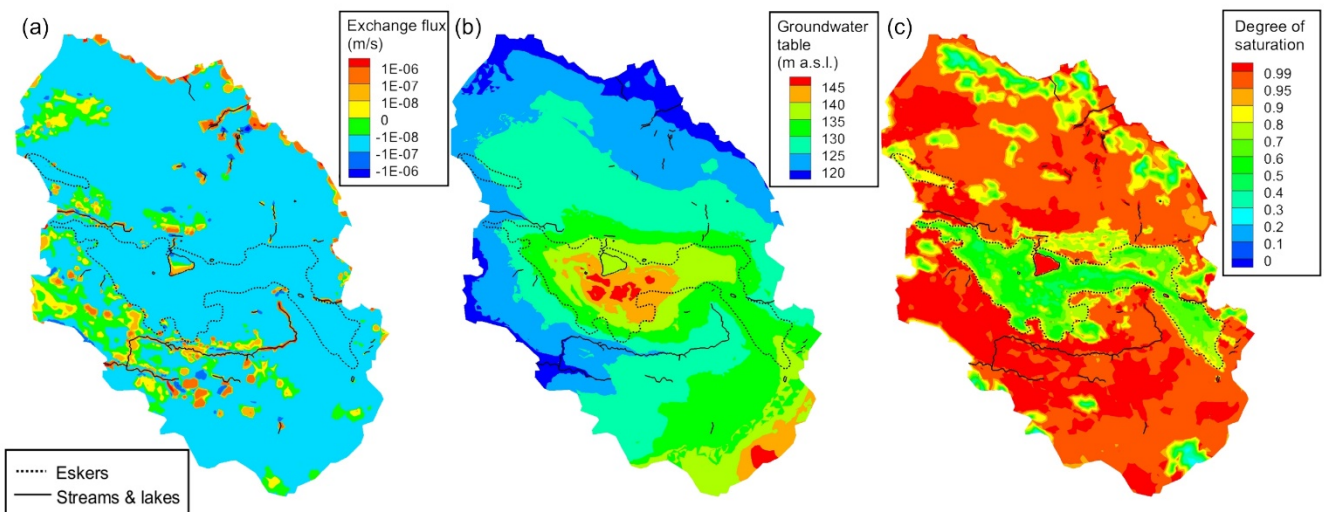 (a)
Exchange flux
(m/s)
1E-06
1E-07
1E-08
0
-1E-08
-1E-07
-1E-06
(b)
Groundwater
table
(m a.s.l.)
145
140
135
130
125
120
(c)
Degree of
saturation
0.99
0.95
0.9
0.8
0.7
0.6
0.5
0.4
0.3
0.2
0.1
0
Eskers
Streams & lakes